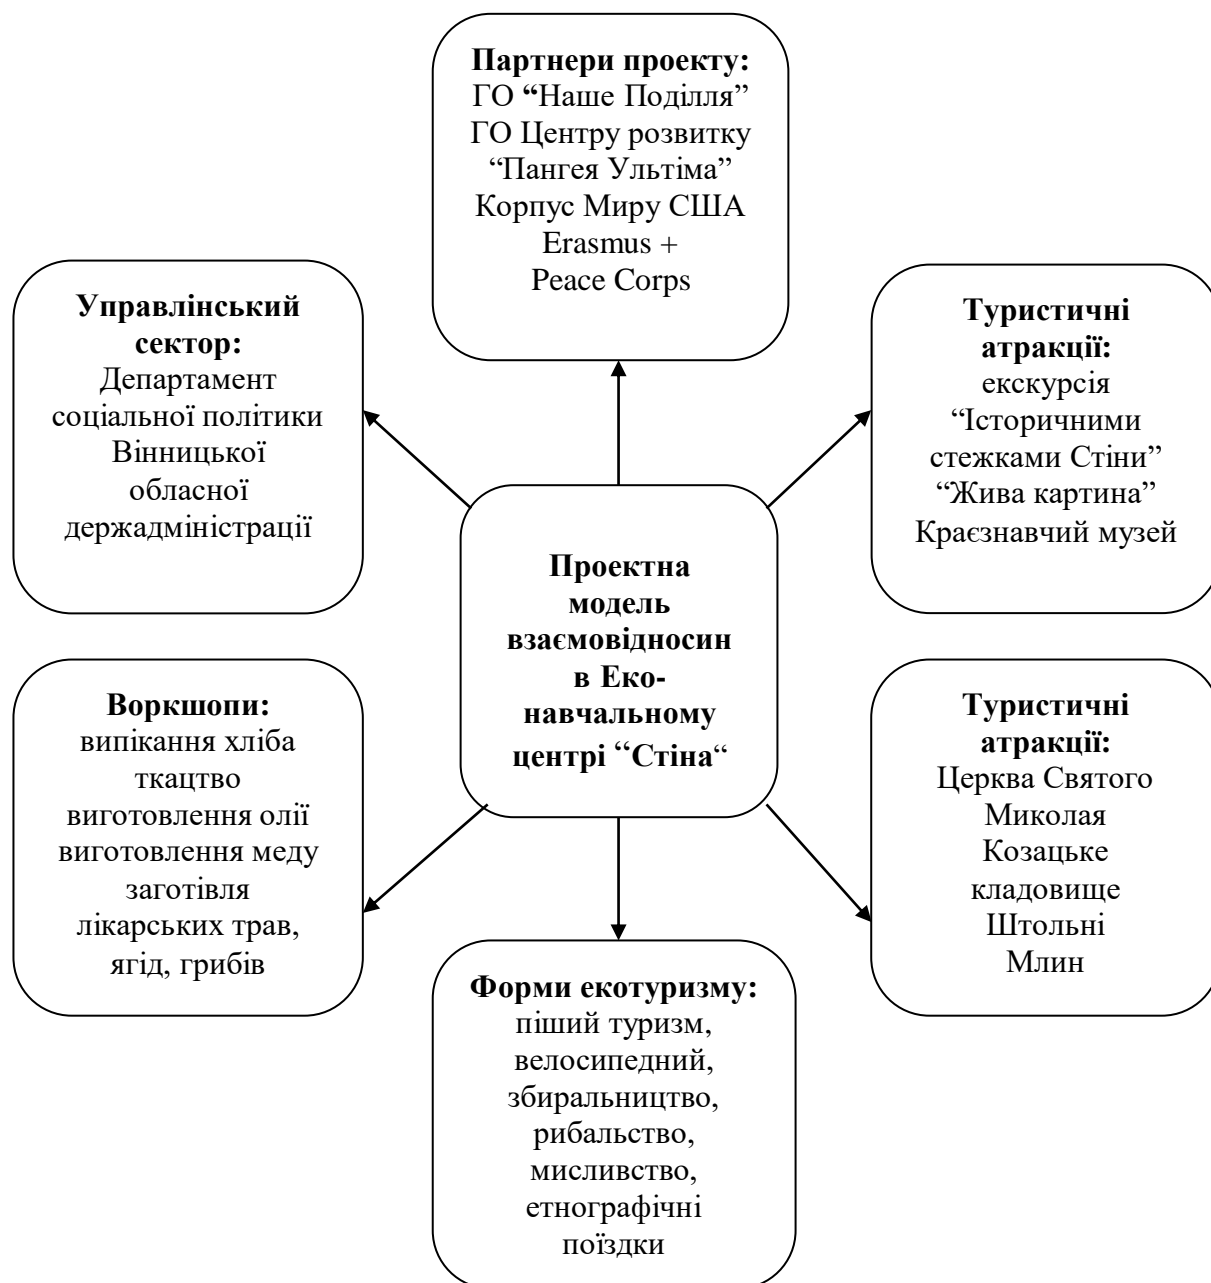 Партнери проекту:
ГО “Наше Поділля”
ГО Центру розвитку
“Пангея Ультіма”
Корпус Миру США
Erasmus +
Peace Corps
Управлінський
сектор:
Департамент
соціальної політики
Вінницької
обласної
держадміністрації
Туристичні
атракції:
екскурсія
“Історичними
стежками Стіни”
“Жива картина”
Краєзнавчий музей
Проектна
модель
взаємовідносин
в Еко-
навчальному
центрі “Стіна“
Воркшопи:
випікання хліба
ткацтво
виготовлення олії
виготовлення меду
заготівля
лікарських трав,
ягід, грибів
Туристичні
атракції:
Церква Святого
Миколая
Козацьке
кладовище
Штольні
Млин
Форми екотуризму:
піший туризм,
велосипедний,
збиральництво,
рибальство,
мисливство,
етнографічні
поїздки